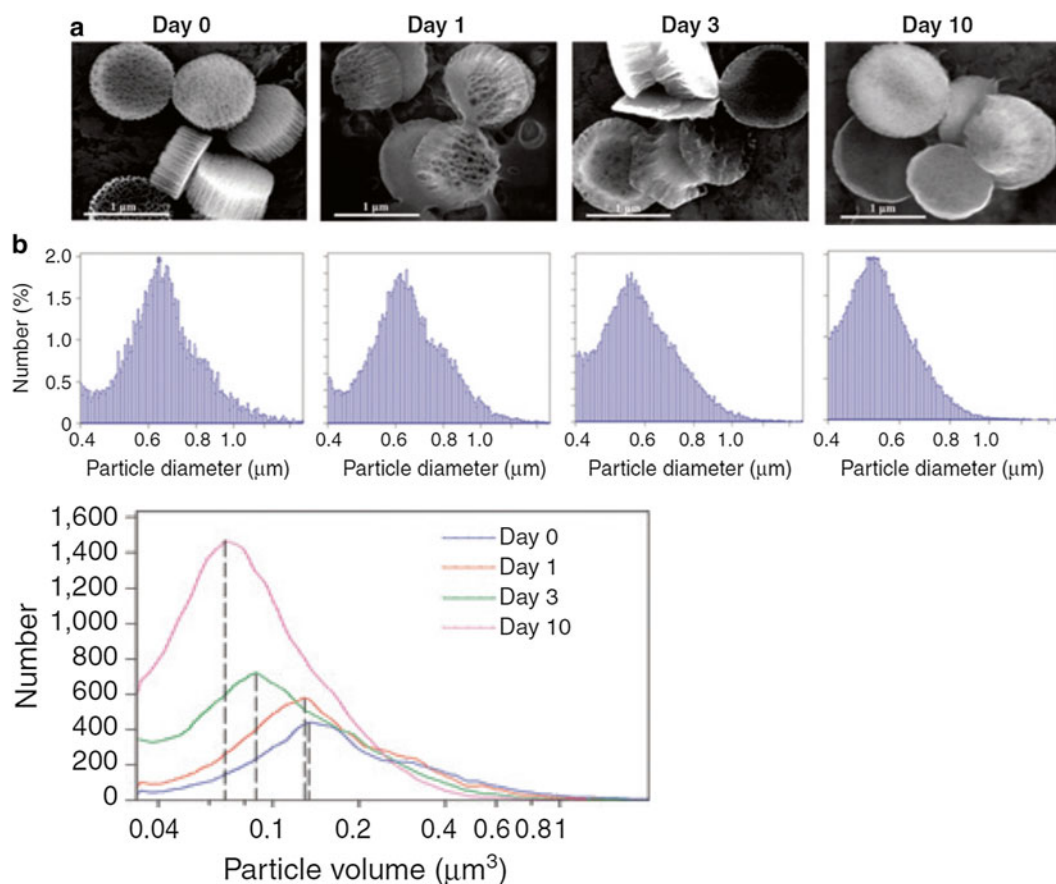 a
Day 0 Day 1 Day 3 Day 10
1 μm 1 μm 1 μm 1 μm
b
2.0
1.5
1.0
0.5
0
Number (%)
0.4 0.6 0.8 1.0 0.4 0.6 0.8 1.0 0.4 0.6 0.8 1.0 0.4 0.6 0.8 1.0
Particle diameter (μm) Particle diameter (μm) Particle diameter (μm) Particle diameter (μm)
1,600
1,400
1,200
1,000
800
600
400
200
0
Number
Day 0
Day 1
Day 3
Day 10
0.04 0.1 0.2 0.4 0.6 0.81
Particle volume (μm³)